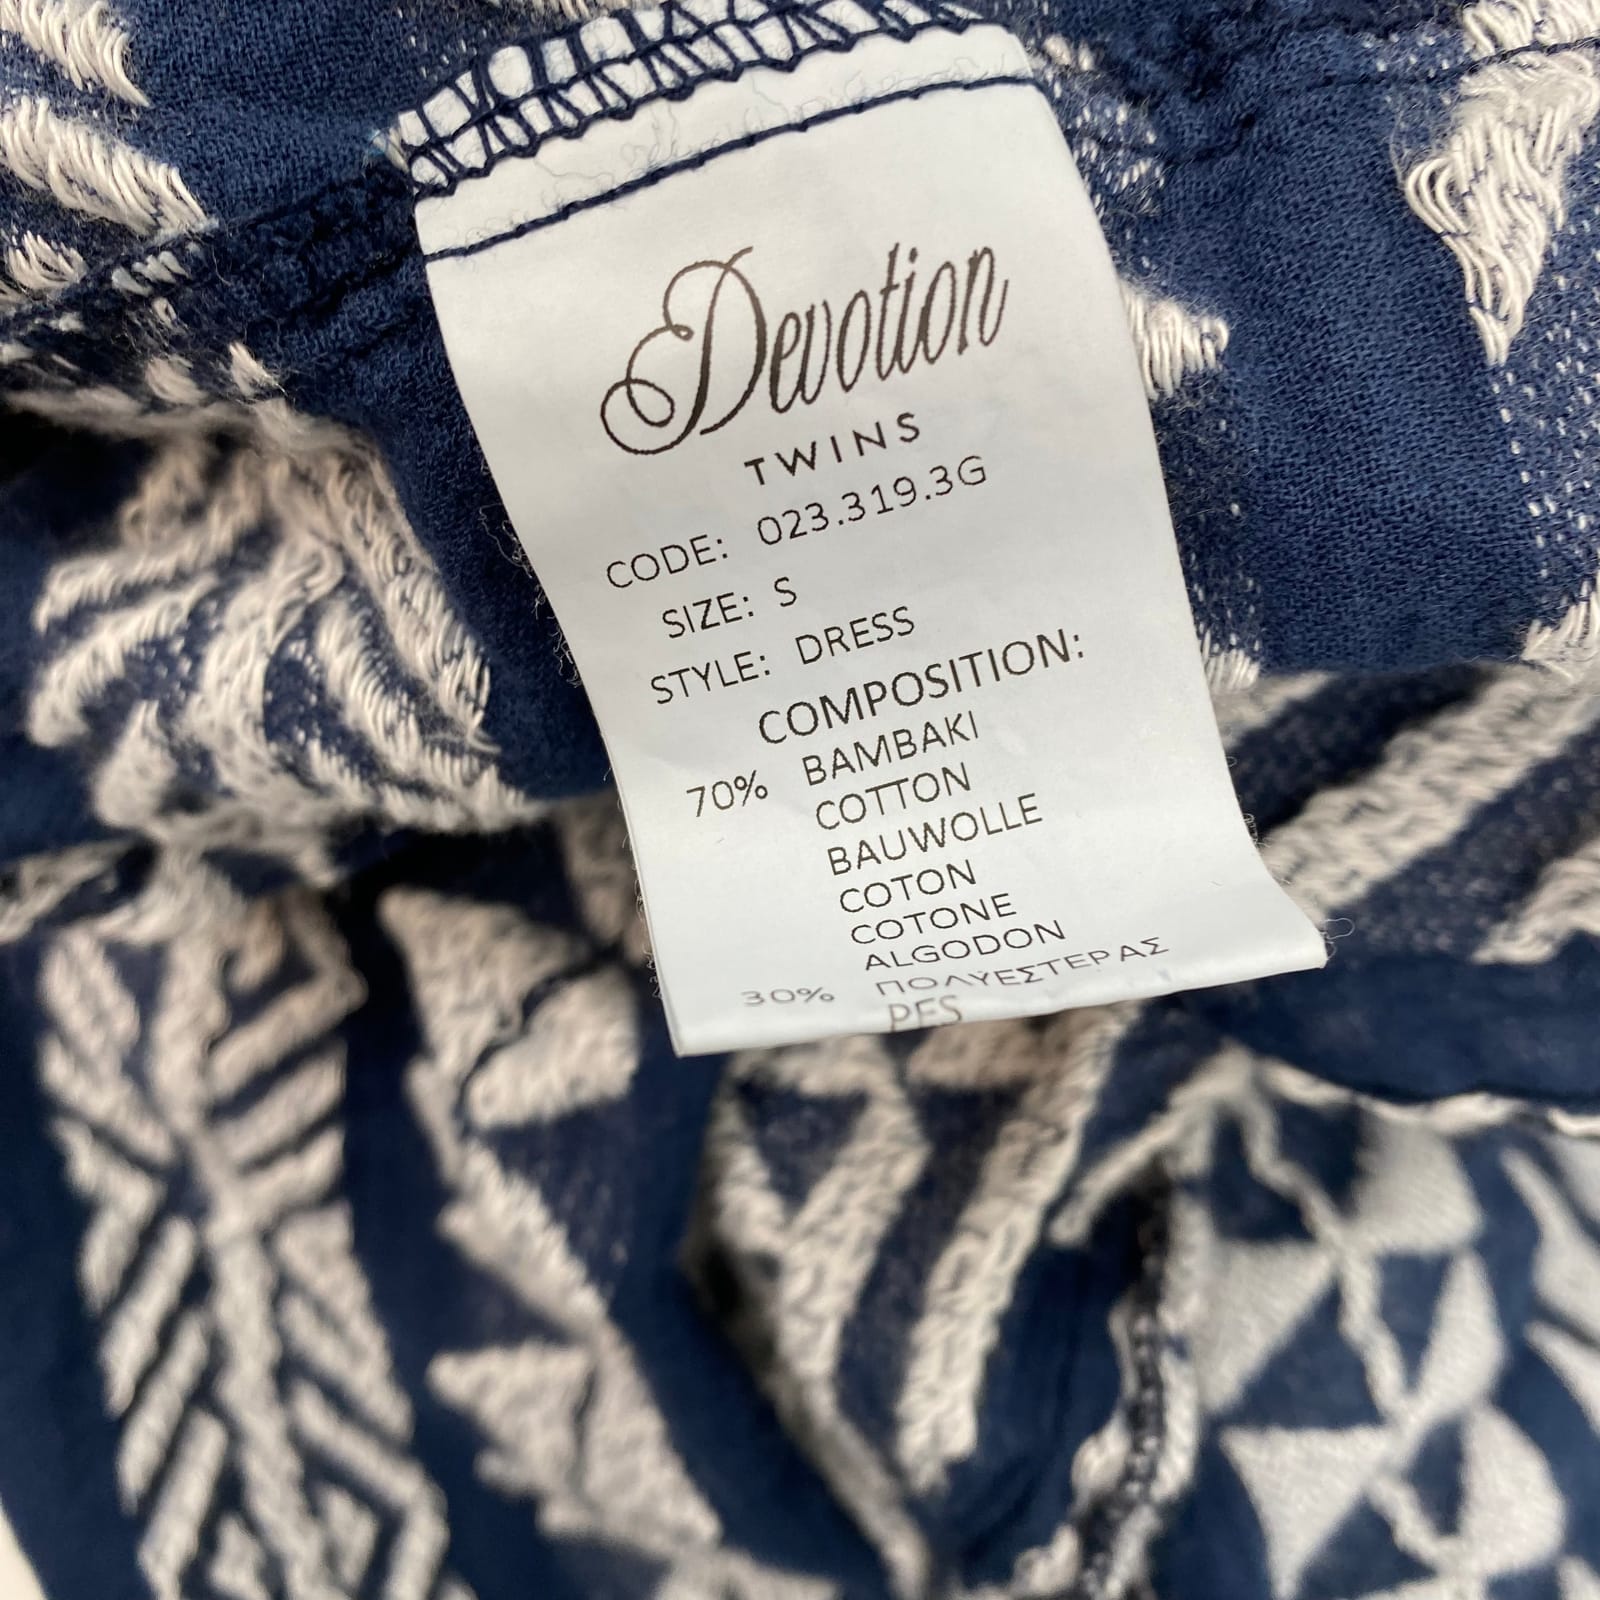 Devotion
TWINS
CODE: 023.319.3G
SIZE: S
STYLE: DRESS
COMPOSITION:
70% BAMBAKI
COTTON
BAUWOLLE
COTON
COTONE
ALGODON
30% ΠΟΛΥΕΣΤΕΡΑΣ
PES